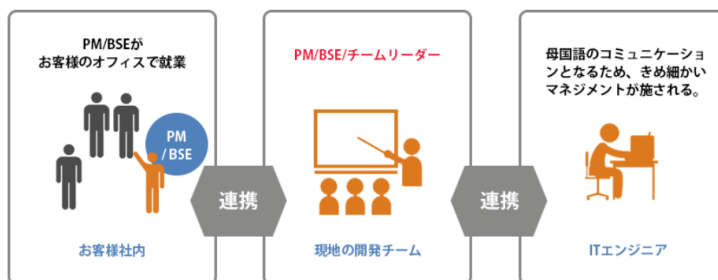 PM/BSEが
お客様のオフィスで就業
PM
/BSE
お客様社内
連携
PM/BSE/チームリーダー
現地の開発チーム
連携
母国語のコミュニケーショ
ンとなるため、きめ細かい
マネジメントが施される。
ITエンジニア